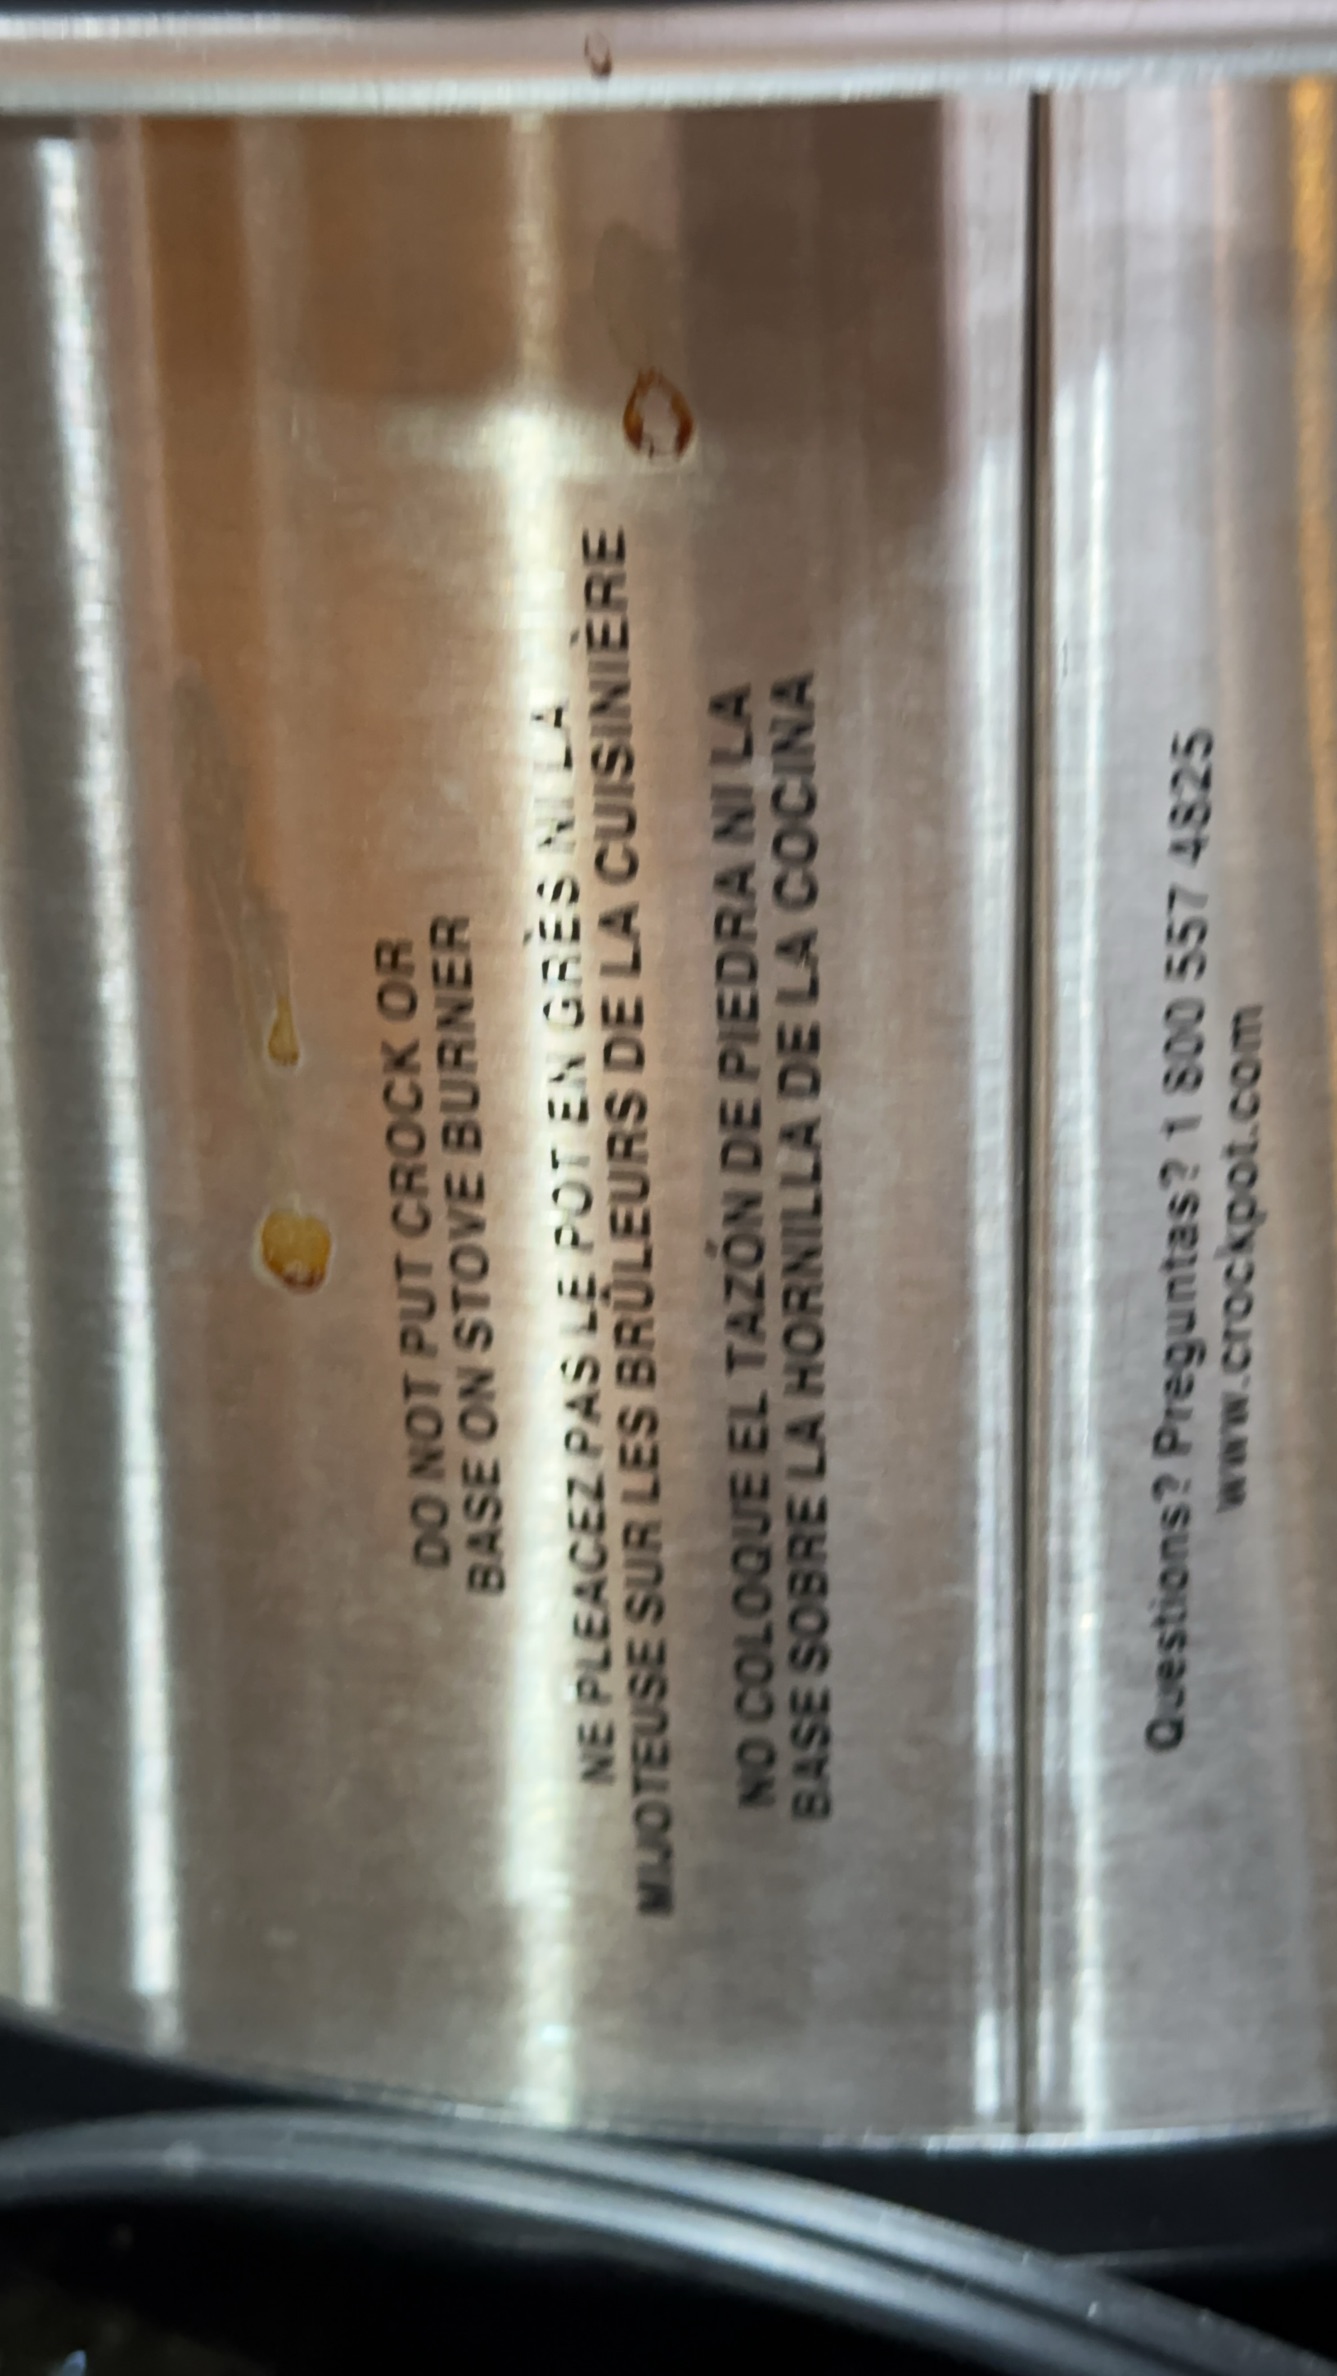 DO NOT PUT CROCK OR
BASE ON STOVE BURNER
NE PLEACEZ PAS LE POT EN GRÈS NI LA
MIJOTEUSE SUR LES BRÛLEURS DE LA CUISINIÈRE
NO COLOQUE EL TAZÓN DE PIEDRA NI LA
BASE SOBRE LA HORNILLA DE LA COCINA
Questions? Preguntas? 1 800 557 4825
www.crockpot.com